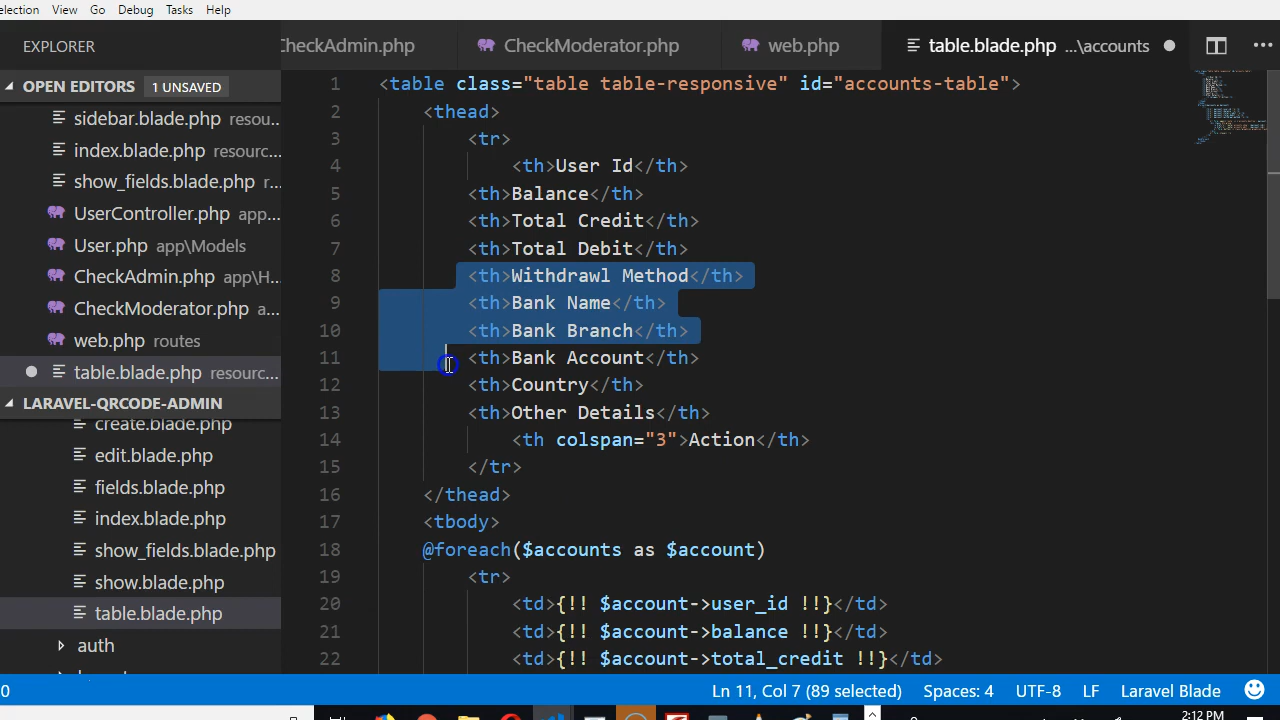 election View Go Debug Tasks Help
EXPLORER
CheckAdmin.php CheckModerator.php web.php table.blade.php ...\accounts
OPEN EDITORS 1 UNSAVED
sidebar.blade.php resou...
index.blade.php resourc...
show_fields.blade.php r...
UserController.php app...
User.php app\Models
CheckAdmin.php app\H...
CheckModerator.php a...
web.php routes
table.blade.php resourc...
LARAVEL-QRCODE-ADMIN
create.blade.php
edit.blade.php
fields.blade.php
index.blade.php
show_fields.blade.php
show.blade.php
table.blade.php
auth
1 <table class="table table-responsive" id="accounts-table">
2 <thead>
3 <tr>
4 <th>User Id</th>
5 <th>Balance</th>
6 <th>Total Credit</th>
7 <th>Total Debit</th>
8 <th>Withdrawl Method</th>
9 <th>Bank Name</th>
10 <th>Bank Branch</th>
11 <th>Bank Account</th>
12 <th>Country</th>
13 <th>Other Details</th>
14 <th colspan="3">Action</th>
15 </tr>
16 </thead>
17 <tbody>
18 @foreach($accounts as $account)
19 <tr>
20 <td>{!! $account->user_id !!}</td>
21 <td>{!! $account->balance !!}</td>
22 <td>{!! $account->total_credit !!}</td>
0 Ln 11, Col 7 (89 selected) Spaces: 4 UTF-8 LF Laravel Blade
2:12 PM